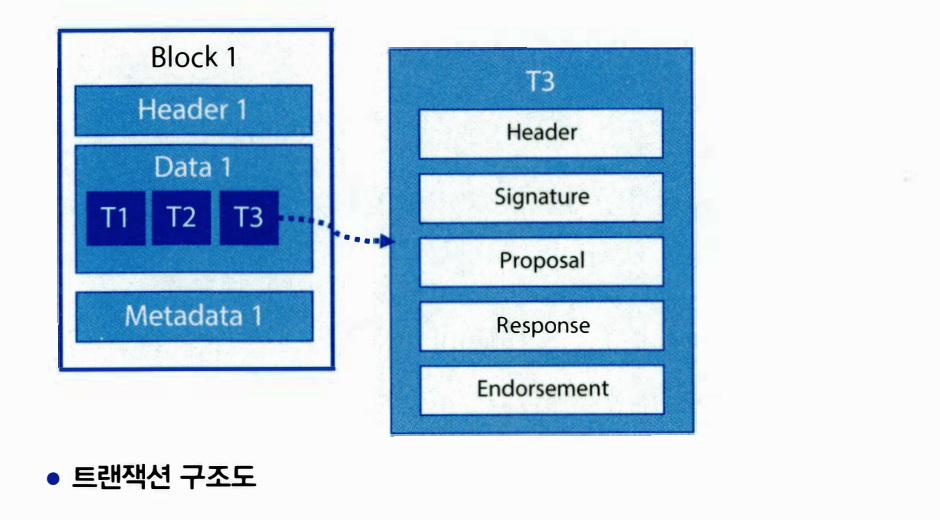 Block 1
Header 1
Data 1
T1 T2 T3
Metadata 1
T3
Header
Signature
Proposal
Response
Endorsement
• 트랜잭션 구조도